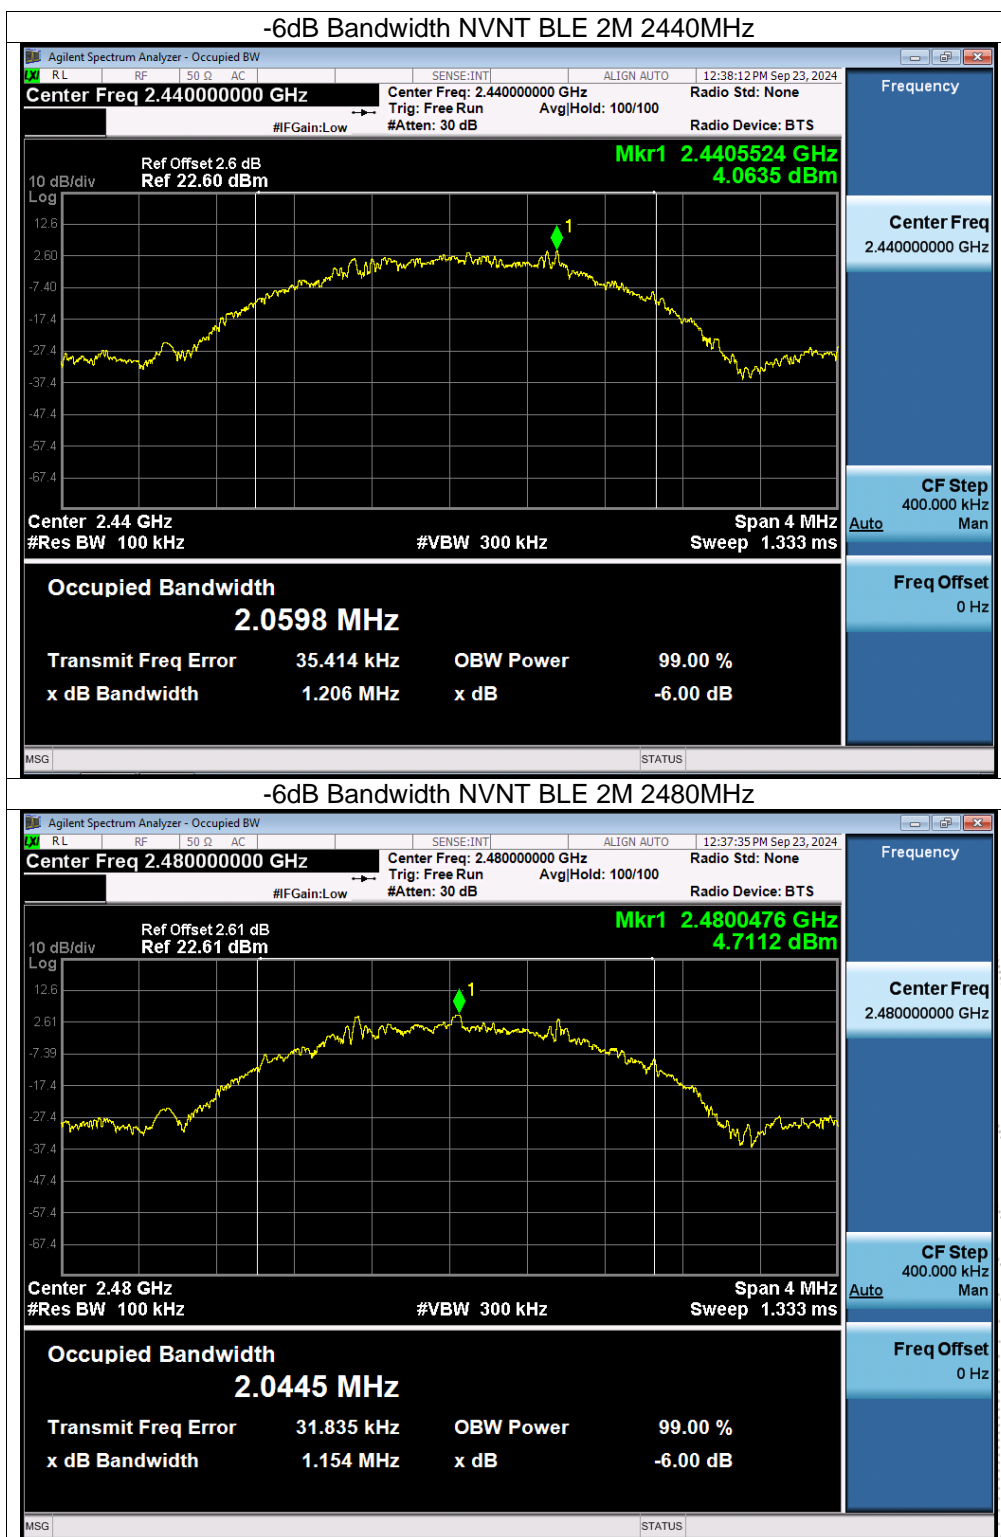 -6dB Bandwidth NVNT BLE 2M 2440MHz
Agilent Spectrum Analyzer - Occupied BW
LXI RL RF 50 Ω AC SENSE:INT ALIGN AUTO 12:38:12 PM Sep 23, 2024
Center Freq 2.440000000 GHz
Center Freq: 2.440000000 GHz
Radio Std: None
Trig: Free Run Avg|Hold: 100/100
#IFGain:Low #Atten: 30 dB Radio Device: BTS
Frequency
Mkr1 2.4405524 GHz
4.0635 dBm
Ref Offset 2.6 dB
10 dB/div Ref 22.60 dBm
Log
1
12.6
2.60
-7.40
-17.4
-27.4
-37.4
-47.4
-57.4
-67.4
Center 2.44 GHz Span 4 MHz
#Res BW 100 kHz #VBW 300 kHz Sweep 1.333 ms
Center Freq
2.440000000 GHz
CF Step
400.000 kHz
Auto Man
Freq Offset
0 Hz
Occupied Bandwidth
2.0598 MHz
Transmit Freq Error 35.414 kHz OBW Power 99.00 %
x dB Bandwidth 1.206 MHz x dB -6.00 dB
MSG STATUS
-6dB Bandwidth NVNT BLE 2M 2480MHz
Agilent Spectrum Analyzer - Occupied BW
LXI RL RF 50 Ω AC SENSE:INT ALIGN AUTO 12:37:35 PM Sep 23, 2024
Center Freq 2.480000000 GHz
Center Freq: 2.480000000 GHz
Radio Std: None
Trig: Free Run Avg|Hold: 100/100
#IFGain:Low #Atten: 30 dB Radio Device: BTS
Frequency
Mkr1 2.4800476 GHz
4.7112 dBm
Ref Offset 2.61 dB
10 dB/div Ref 22.61 dBm
Log
1
12.6
2.61
-7.39
-17.4
-27.4
-37.4
-47.4
-57.4
-67.4
Center 2.48 GHz Span 4 MHz
#Res BW 100 kHz #VBW 300 kHz Sweep 1.333 ms
Center Freq
2.480000000 GHz
CF Step
400.000 kHz
Auto Man
Freq Offset
0 Hz
Occupied Bandwidth
2.0445 MHz
Transmit Freq Error 31.835 kHz OBW Power 99.00 %
x dB Bandwidth 1.154 MHz x dB -6.00 dB
MSG STATUS